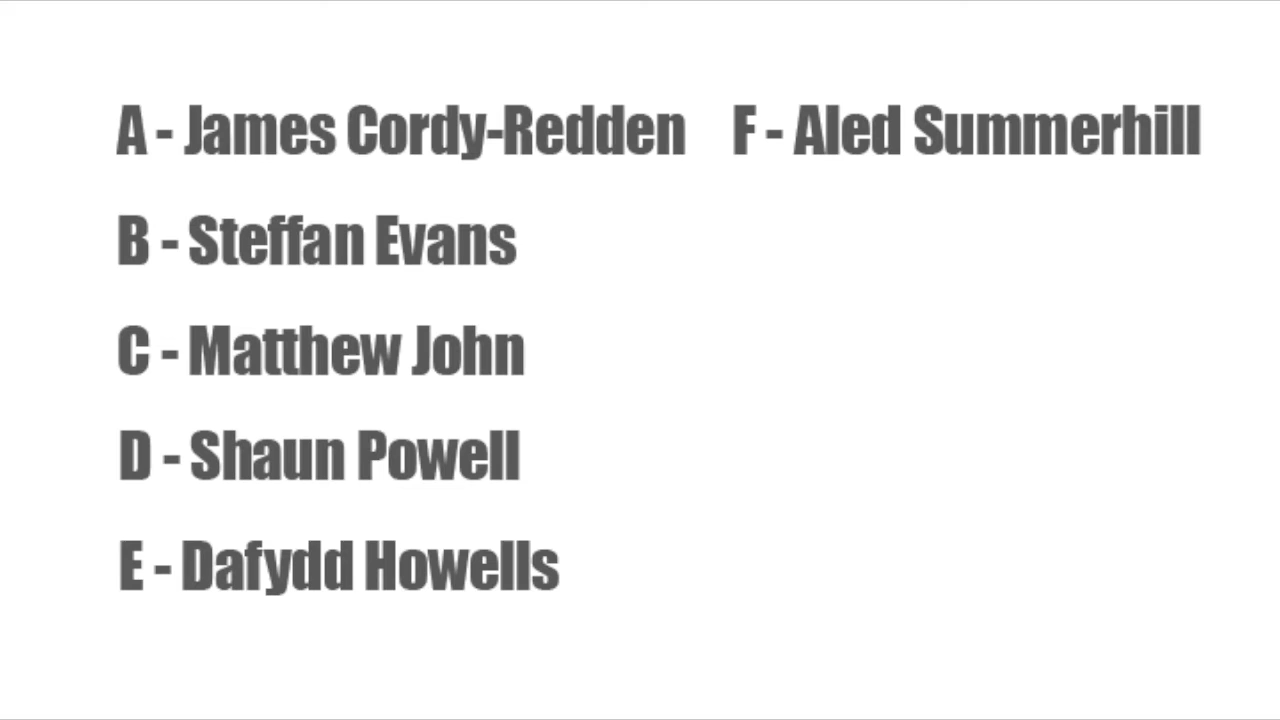 A - James Cordy-Redden
F - Aled Summerhill
B - Steffan Evans
C - Matthew John
D - Shaun Powell
E - Dafydd Howells